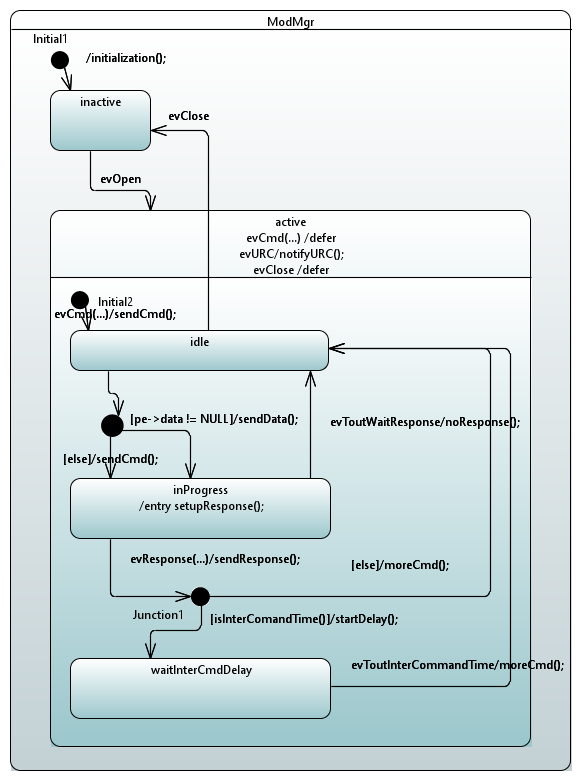 ModMgr
Initial1
/initialization();
inactive
evClose
evOpen
active
evCmd(...) /defer
evURC/notifyURC();
evClose /defer
Initial2
evCmd(...)/sendCmd();
idle
[pe->data != NULL]/sendData();
evToutWaitResponse/noResponse();
[else]/sendCmd();
inProgress
/entry setupResponse();
evResponse(...)/sendResponse();
[else]/moreCmd();
Junction1
[isInterComandTime()]/startDelay();
waitInterCmdDelay
evToutInterCommandTime/moreCmd();